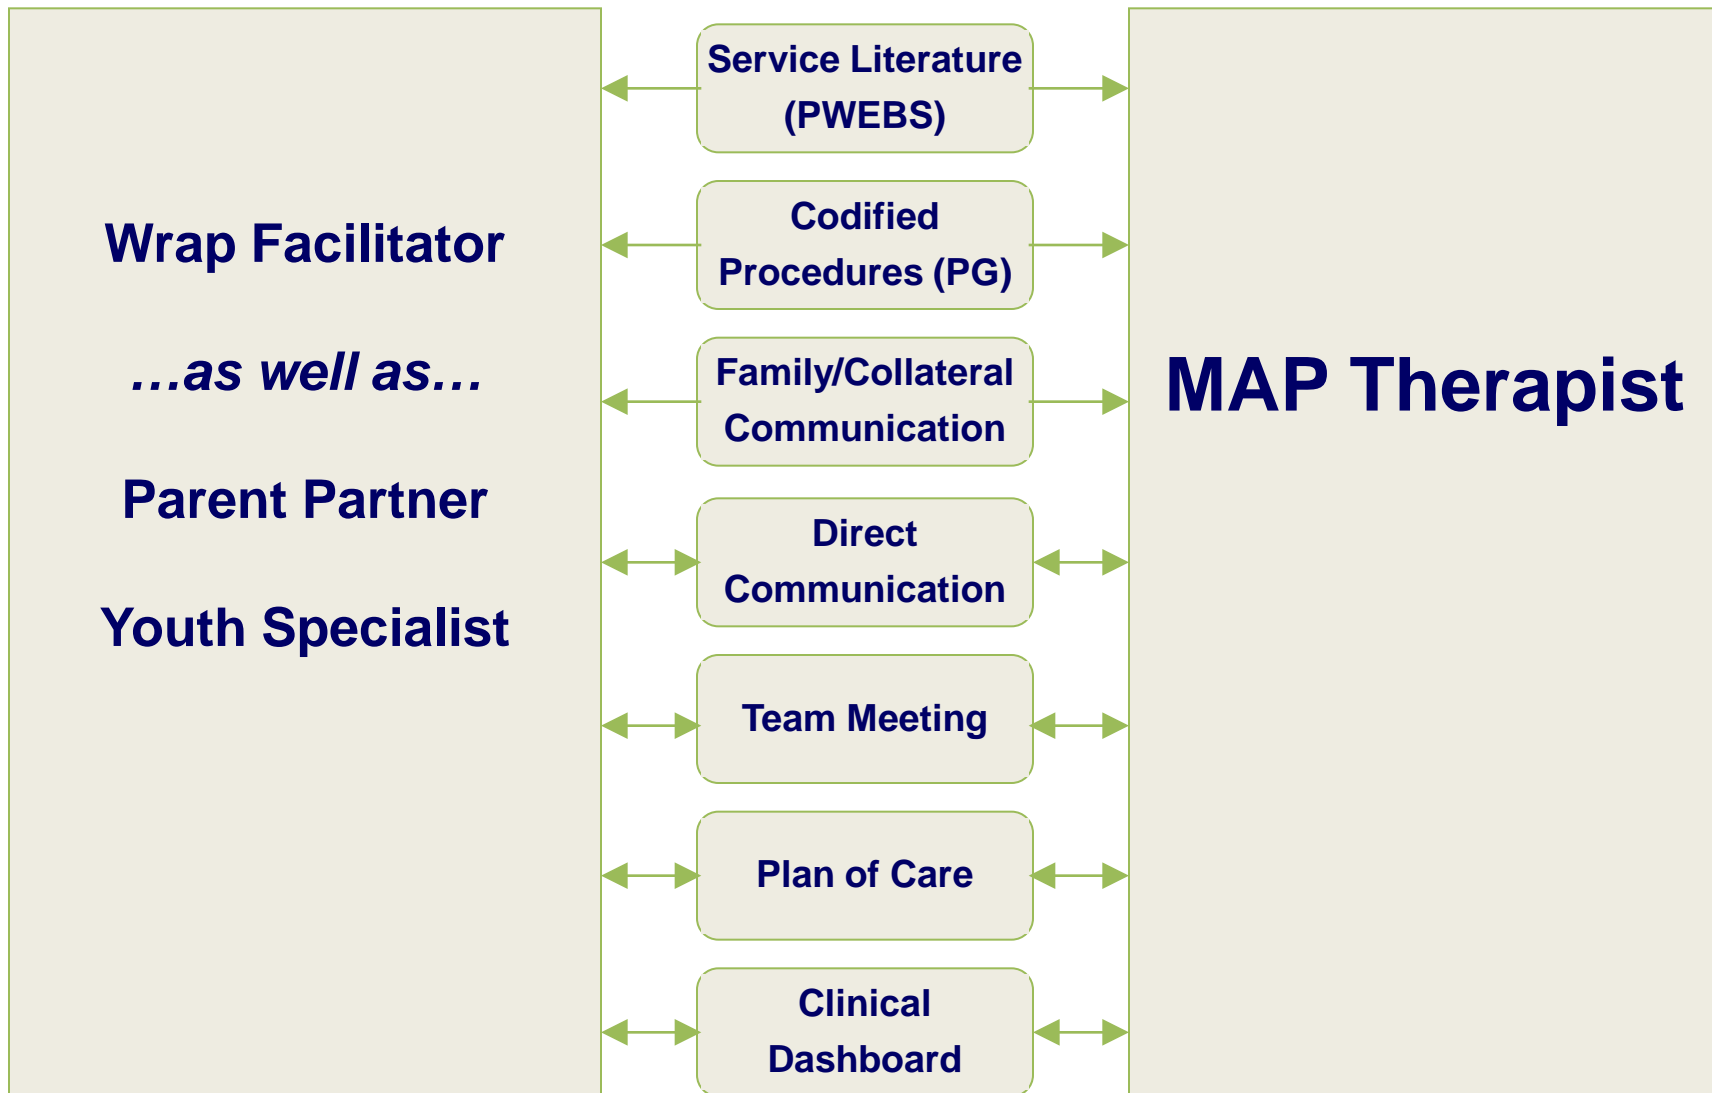 Wrap Facilitator
…as well as…
Parent Partner
Youth Specialist
Service Literature
(PWEBS)
Codified
Procedures (PG)
Family/Collateral
Communication
Direct
Communication
Team Meeting
Plan of Care
Clinical
Dashboard
MAP Therapist